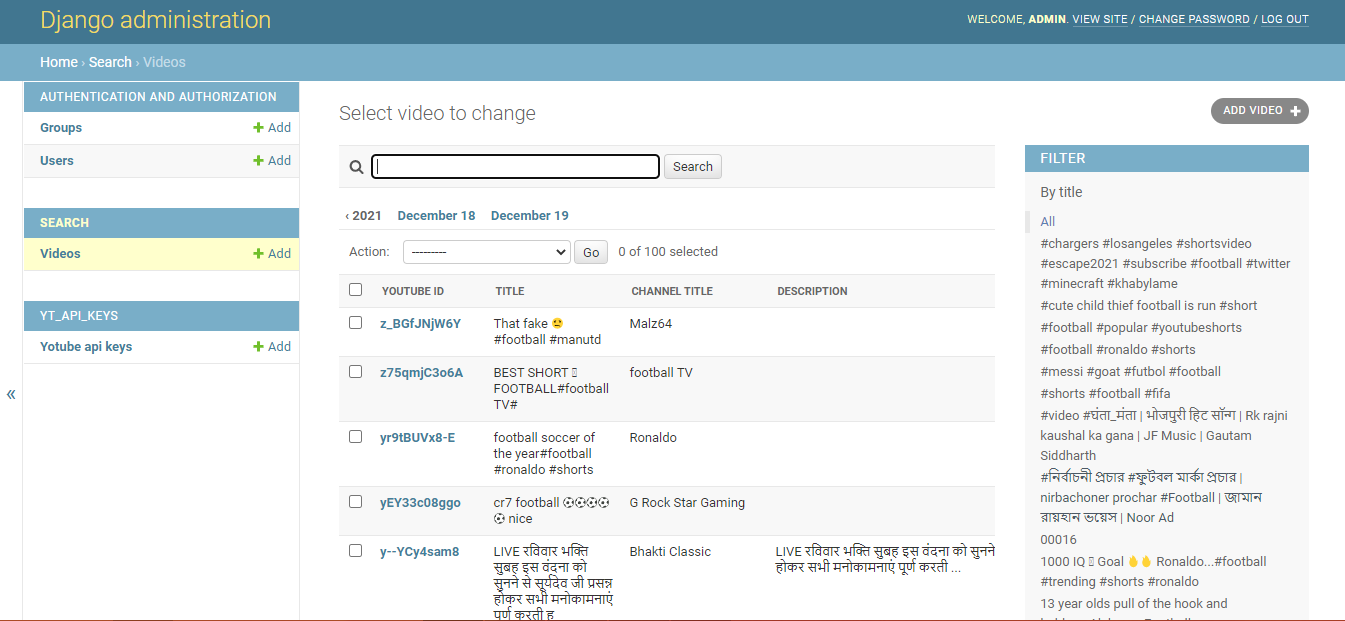 Django administration
WELCOME, ADMIN. VIEW SITE / CHANGE PASSWORD / LOG OUT
Home › Search › Videos
AUTHENTICATION AND AUTHORIZATION
Groups
+ Add
Users
+ Add
SEARCH
Videos
+ Add
YT_API_KEYS
Yotube api keys
+ Add
«
Select video to change
ADD VIDEO +
Search
‹ 2021 December 18 December 19
Action: --------- Go 0 of 100 selected
YOUTUBE ID TITLE CHANNEL TITLE DESCRIPTION
z_BGfJNjW6Y
That fake 😕
#football #manutd
Malz64
z75qmjC3o6A
BEST SHORT
FOOTBALL#football
TV#
football TV
yr9tBUVx8-E
football soccer of
the year#football
#ronaldo #shorts
Ronaldo
yEY33c08ggo
cr7 football ⚽⚽⚽⚽
⚽ nice
G Rock Star Gaming
y--YCy4sam8
LIVE रविवार भक्ति
सुबह इस वंदना को
सुनने से सूर्यदेव जी प्रसन्न
होकर सभी मनोकामनाएं
पूर्ण करती ह
Bhakti Classic
LIVE रविवार भक्ति सुबह इस वंदना को सुनने
होकर सभी मनोकामनाएं पूर्ण करती ...
FILTER
By title
All
#chargers #losangeles #shortsvideo
#escape2021 #subscribe #football #twitter
#minecraft #khabylame
#cute child thief football is run #short
#football #popular #youtubeshorts
#football #ronaldo #shorts
#messi #goat #futbol #football
#shorts #football #fifa
#video #घंता_मंता | भोजपुरी हिट सॉन्ग | Rk rajni
kaushal ka gana | JF Music | Gautam
Siddharth
#নির্বাচনী প্রচার #ফুটবল মার্কা প্রচার |
nirbachoner prochar #Football | জামান
রায়হান ভয়েস | Noor Ad
00016
1000 IQ Goal 🔥🔥 Ronaldo...#football
#trending #shorts #ronaldo
13 year olds pull of the hook and